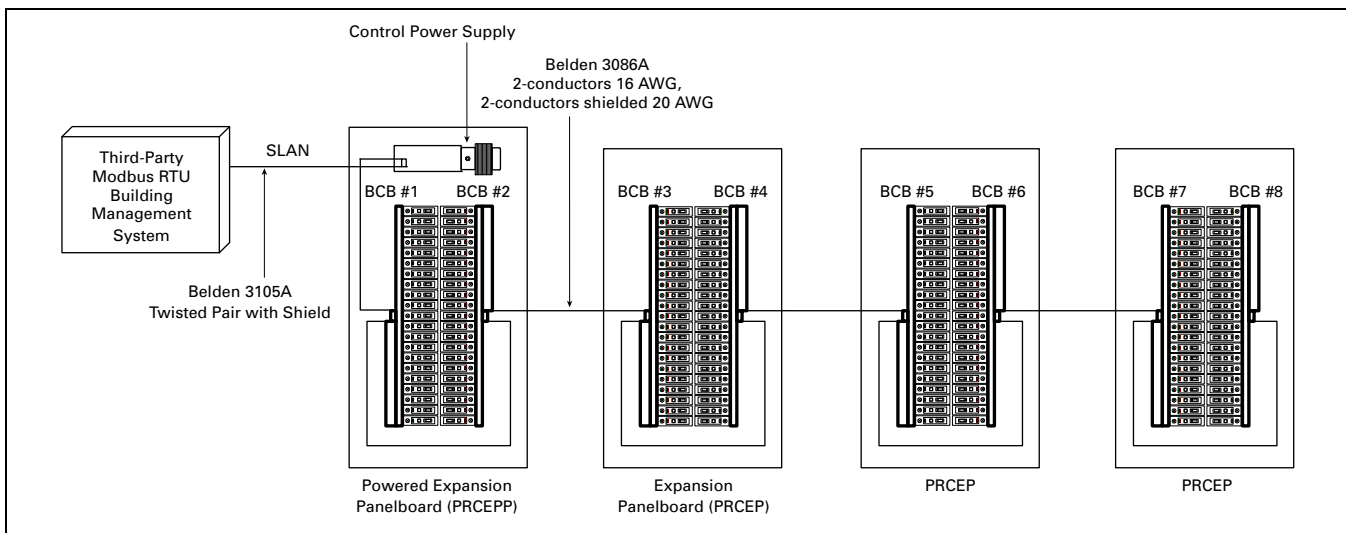 Control Power Supply
Belden 3086A
2-conductors 16 AWG,
2-conductors shielded 20 AWG
Third-Party
Modbus RTU
Building
Management
System
SLAN
Belden 3105A
Twisted Pair with Shield
BCB #1
BCB #2
BCB #3
BCB #4
BCB #5
BCB #6
BCB #7
BCB #8
Powered Expansion
Panelboard (PRCEPP)
Expansion
Panelboard (PRCEP)
PRCEP
PRCEP